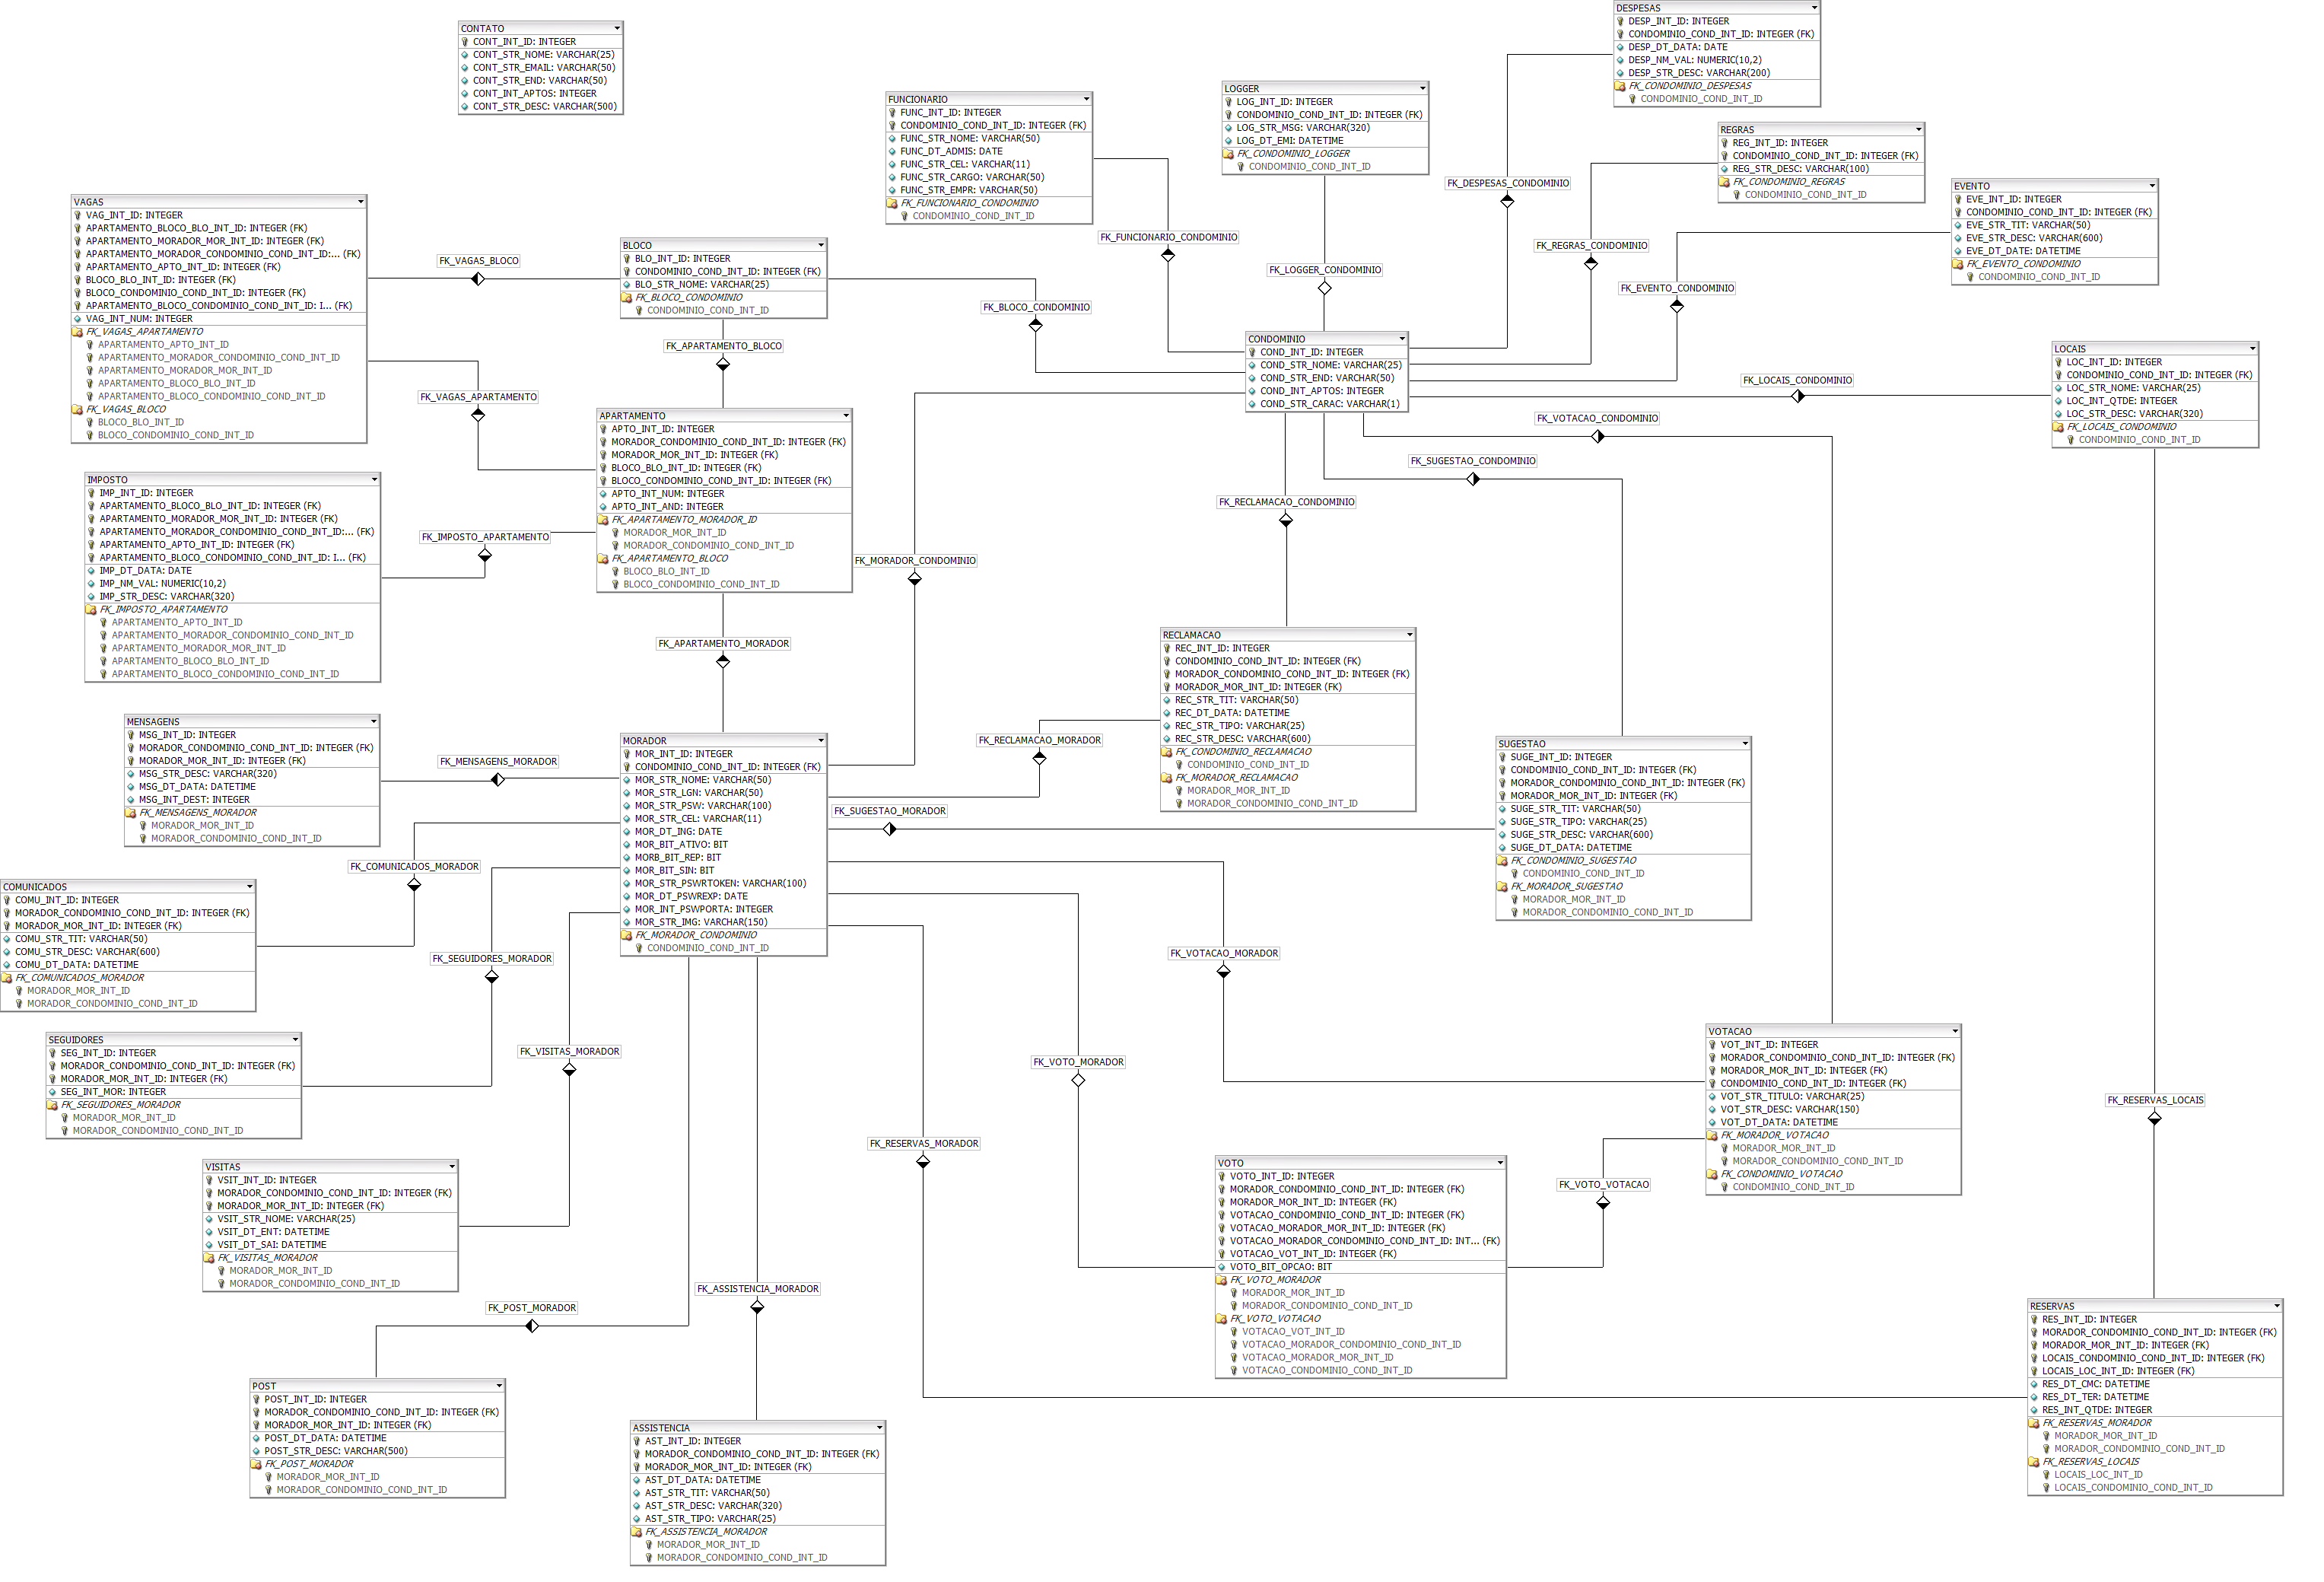 CONTATO
CONT_INT_ID: INTEGER
CONT_STR_NOME: VARCHAR(25)
CONT_STR_EMAIL: VARCHAR(50)
CONT_STR_END: VARCHAR(50)
CONT_INT_APTOS: INTEGER
CONT_STR_DESC: VARCHAR(500)
DESPESAS
DESP_INT_ID: INTEGER
CONDOMINIO_COND_INT_ID: INTEGER (FK)
DESP_DT_DATA: DATE
DESP_NM_VAL: NUMERIC(10,2)
DESP_STR_DESC: VARCHAR(200)
FK_CONDOMINIO_DESPESAS
CONDOMINIO_COND_INT_ID
FUNCIONARIO
FUNC_INT_ID: INTEGER
CONDOMINIO_COND_INT_ID: INTEGER (FK)
FUNC_STR_NOME: VARCHAR(50)
FUNC_DT_ADMIS: DATE
FUNC_STR_CEL: VARCHAR(11)
FUNC_STR_CARGO: VARCHAR(50)
FUNC_STR_EMPR: VARCHAR(50)
FK_FUNCIONARIO_CONDOMINIO
CONDOMINIO_COND_INT_ID
LOGGER
LOG_INT_ID: INTEGER
CONDOMINIO_COND_INT_ID: INTEGER (FK)
LOG_STR_MSG: VARCHAR(320)
LOG_DT_EMI: DATETIME
FK_CONDOMINIO_LOGGER
CONDOMINIO_COND_INT_ID
REGRAS
REG_INT_ID: INTEGER
CONDOMINIO_COND_INT_ID: INTEGER (FK)
REG_STR_DESC: VARCHAR(100)
FK_CONDOMINIO_REGRAS
CONDOMINIO_COND_INT_ID
EVENTO
EVE_INT_ID: INTEGER
CONDOMINIO_COND_INT_ID: INTEGER (FK)
EVE_STR_TIT: VARCHAR(50)
EVE_STR_DESC: VARCHAR(600)
EVE_DT_DATE: DATETIME
FK_EVENTO_CONDOMINIO
CONDOMINIO_COND_INT_ID
FK_DESPESAS_CONDOMINIO
FK_FUNCIONARIO_CONDOMINIO
FK_LOGGER_CONDOMINIO
FK_REGRAS_CONDOMINIO
FK_EVENTO_CONDOMINIO
FK_BLOCO_CONDOMINIO
VAGAS
VAG_INT_ID: INTEGER
APARTAMENTO_BLOCO_BLO_INT_ID: INTEGER (FK)
APARTAMENTO_MORADOR_MOR_INT_ID: INTEGER (FK)
APARTAMENTO_MORADOR_CONDOMINIO_COND_INT_ID:... (FK)
APARTAMENTO_APTO_INT_ID: INTEGER (FK)
BLOCO_BLO_INT_ID: INTEGER (FK)
BLOCO_CONDOMINIO_COND_INT_ID: INTEGER (FK)
APARTAMENTO_BLOCO_CONDOMINIO_COND_INT_ID: I... (FK)
VAG_INT_NUM: INTEGER
FK_VAGAS_APARTAMENTO
APARTAMENTO_APTO_INT_ID
APARTAMENTO_MORADOR_CONDOMINIO_COND_INT_ID
APARTAMENTO_MORADOR_MOR_INT_ID
APARTAMENTO_BLOCO_BLO_INT_ID
APARTAMENTO_BLOCO_CONDOMINIO_COND_INT_ID
FK_VAGAS_BLOCO
BLOCO_BLO_INT_ID
BLOCO_CONDOMINIO_COND_INT_ID
FK_VAGAS_BLOCO
BLOCO
BLO_INT_ID: INTEGER
CONDOMINIO_COND_INT_ID: INTEGER (FK)
BLO_STR_NOME: VARCHAR(25)
FK_BLOCO_CONDOMINIO
CONDOMINIO_COND_INT_ID
FK_APARTAMENTO_BLOCO
FK_VAGAS_APARTAMENTO
CONDOMINIO
COND_INT_ID: INTEGER
COND_STR_NOME: VARCHAR(25)
COND_STR_END: VARCHAR(50)
COND_INT_APTOS: INTEGER
COND_STR_CARAC: VARCHAR(1)
FK_LOCAIS_CONDOMINIO
LOCAIS
LOC_INT_ID: INTEGER
CONDOMINIO_COND_INT_ID: INTEGER (FK)
LOC_STR_NOME: VARCHAR(25)
LOC_INT_QTDE: INTEGER
LOC_STR_DESC: VARCHAR(320)
FK_LOCAIS_CONDOMINIO
CONDOMINIO_COND_INT_ID
FK_VOTACAO_CONDOMINIO
FK_SUGESTAO_CONDOMINIO
FK_RECLAMACAO_CONDOMINIO
APARTAMENTO
APTO_INT_ID: INTEGER
MORADOR_CONDOMINIO_COND_INT_ID: INTEGER (FK)
MORADOR_MOR_INT_ID: INTEGER (FK)
BLOCO_BLO_INT_ID: INTEGER (FK)
BLOCO_CONDOMINIO_COND_INT_ID: INTEGER (FK)
APTO_INT_NUM: INTEGER
APTO_INT_AND: INTEGER
FK_APARTAMENTO_MORADOR_ID
MORADOR_MOR_INT_ID
MORADOR_CONDOMINIO_COND_INT_ID
FK_APARTAMENTO_BLOCO
BLOCO_BLO_INT_ID
BLOCO_CONDOMINIO_COND_INT_ID
IMPOSTO
IMP_INT_ID: INTEGER
APARTAMENTO_BLOCO_BLO_INT_ID: INTEGER (FK)
APARTAMENTO_MORADOR_MOR_INT_ID: INTEGER (FK)
APARTAMENTO_MORADOR_CONDOMINIO_COND_INT_ID:... (FK)
APARTAMENTO_APTO_INT_ID: INTEGER (FK)
APARTAMENTO_BLOCO_CONDOMINIO_COND_INT_ID: I... (FK)
IMP_DT_DATA: DATE
IMP_NM_VAL: NUMERIC(10,2)
IMP_STR_DESC: VARCHAR(320)
FK_IMPOSTO_APARTAMENTO
APARTAMENTO_APTO_INT_ID
APARTAMENTO_MORADOR_CONDOMINIO_COND_INT_ID
APARTAMENTO_MORADOR_MOR_INT_ID
APARTAMENTO_BLOCO_BLO_INT_ID
APARTAMENTO_BLOCO_CONDOMINIO_COND_INT_ID
FK_IMPOSTO_APARTAMENTO
FK_MORADOR_CONDOMINIO
FK_APARTAMENTO_MORADOR
RECLAMACAO
REC_INT_ID: INTEGER
CONDOMINIO_COND_INT_ID: INTEGER (FK)
MORADOR_CONDOMINIO_COND_INT_ID: INTEGER (FK)
MORADOR_MOR_INT_ID: INTEGER (FK)
REC_STR_TIT: VARCHAR(50)
REC_DT_DATA: DATETIME
REC_STR_TIPO: VARCHAR(25)
REC_STR_DESC: VARCHAR(600)
FK_CONDOMINIO_RECLAMACAO
CONDOMINIO_COND_INT_ID
FK_MORADOR_RECLAMACAO
MORADOR_MOR_INT_ID
MORADOR_CONDOMINIO_COND_INT_ID
MENSAGENS
MSG_INT_ID: INTEGER
MORADOR_CONDOMINIO_COND_INT_ID: INTEGER (FK)
MORADOR_MOR_INT_ID: INTEGER (FK)
MSG_STR_DESC: VARCHAR(320)
MSG_DT_DATA: DATETIME
MSG_INT_DEST: INTEGER
FK_MENSAGENS_MORADOR
MORADOR_MOR_INT_ID
MORADOR_CONDOMINIO_COND_INT_ID
FK_MENSAGENS_MORADOR
MORADOR
MOR_INT_ID: INTEGER
CONDOMINIO_COND_INT_ID: INTEGER (FK)
MOR_STR_NOME: VARCHAR(50)
MOR_STR_LGN: VARCHAR(50)
MOR_STR_PSW: VARCHAR(100)
MOR_STR_CEL: VARCHAR(11)
MOR_DT_ING: DATE
MOR_BIT_ATIVO: BIT
MORB_BIT_REP: BIT
MOR_BIT_SIN: BIT
MOR_STR_PSWRTOKEN: VARCHAR(100)
MOR_DT_PSWREXP: DATE
MOR_INT_PSWPORTA: INTEGER
MOR_STR_IMG: VARCHAR(150)
FK_MORADOR_CONDOMINIO
CONDOMINIO_COND_INT_ID
FK_RECLAMACAO_MORADOR
FK_SUGESTAO_MORADOR
SUGESTAO
SUGE_INT_ID: INTEGER
CONDOMINIO_COND_INT_ID: INTEGER (FK)
MORADOR_CONDOMINIO_COND_INT_ID: INTEGER (FK)
MORADOR_MOR_INT_ID: INTEGER (FK)
SUGE_STR_TIT: VARCHAR(50)
SUGE_STR_TIPO: VARCHAR(25)
SUGE_STR_DESC: VARCHAR(600)
SUGE_DT_DATA: DATETIME
FK_CONDOMINIO_SUGESTAO
CONDOMINIO_COND_INT_ID
FK_MORADOR_SUGESTAO
MORADOR_MOR_INT_ID
MORADOR_CONDOMINIO_COND_INT_ID
FK_COMUNICADOS_MORADOR
COMUNICADOS
COMU_INT_ID: INTEGER
MORADOR_CONDOMINIO_COND_INT_ID: INTEGER (FK)
MORADOR_MOR_INT_ID: INTEGER (FK)
COMU_STR_TIT: VARCHAR(50)
COMU_STR_DESC: VARCHAR(600)
COMU_DT_DATA: DATETIME
FK_COMUNICADOS_MORADOR
MORADOR_MOR_INT_ID
MORADOR_CONDOMINIO_COND_INT_ID
FK_SEGUIDORES_MORADOR
FK_VOTACAO_MORADOR
SEGUIDORES
SEG_INT_ID: INTEGER
MORADOR_CONDOMINIO_COND_INT_ID: INTEGER (FK)
MORADOR_MOR_INT_ID: INTEGER (FK)
SEG_INT_MOR: INTEGER
FK_SEGUIDORES_MORADOR
MORADOR_MOR_INT_ID
MORADOR_CONDOMINIO_COND_INT_ID
FK_VISITAS_MORADOR
FK_VOTO_MORADOR
VOTACAO
VOT_INT_ID: INTEGER
MORADOR_CONDOMINIO_COND_INT_ID: INTEGER (FK)
MORADOR_MOR_INT_ID: INTEGER (FK)
CONDOMINIO_COND_INT_ID: INTEGER (FK)
VOT_STR_TITULO: VARCHAR(25)
VOT_STR_DESC: VARCHAR(150)
VOT_DT_DATA: DATETIME
FK_MORADOR_VOTACAO
MORADOR_MOR_INT_ID
MORADOR_CONDOMINIO_COND_INT_ID
FK_CONDOMINIO_VOTACAO
CONDOMINIO_COND_INT_ID
FK_RESERVAS_LOCAIS
FK_RESERVAS_MORADOR
VISITAS
VSIT_INT_ID: INTEGER
MORADOR_CONDOMINIO_COND_INT_ID: INTEGER (FK)
MORADOR_MOR_INT_ID: INTEGER (FK)
VSIT_STR_NOME: VARCHAR(25)
VSIT_DT_ENT: DATETIME
VSIT_DT_SAI: DATETIME
FK_VISITAS_MORADOR
MORADOR_MOR_INT_ID
MORADOR_CONDOMINIO_COND_INT_ID
VOTO
VOTO_INT_ID: INTEGER
MORADOR_CONDOMINIO_COND_INT_ID: INTEGER (FK)
MORADOR_MOR_INT_ID: INTEGER (FK)
VOTACAO_CONDOMINIO_COND_INT_ID: INTEGER (FK)
VOTACAO_MORADOR_MOR_INT_ID: INTEGER (FK)
VOTACAO_MORADOR_CONDOMINIO_COND_INT_ID: INT... (FK)
VOTACAO_VOT_INT_ID: INTEGER (FK)
VOTO_BIT_OPCAO: BIT
FK_VOTO_MORADOR
MORADOR_MOR_INT_ID
MORADOR_CONDOMINIO_COND_INT_ID
FK_VOTO_VOTACAO
VOTACAO_VOT_INT_ID
VOTACAO_MORADOR_CONDOMINIO_COND_INT_ID
VOTACAO_MORADOR_MOR_INT_ID
VOTACAO_CONDOMINIO_COND_INT_ID
FK_VOTO_VOTACAO
FK_ASSISTENCIA_MORADOR
FK_POST_MORADOR
RESERVAS
RES_INT_ID: INTEGER
MORADOR_CONDOMINIO_COND_INT_ID: INTEGER (FK)
MORADOR_MOR_INT_ID: INTEGER (FK)
LOCAIS_CONDOMINIO_COND_INT_ID: INTEGER (FK)
LOCAIS_LOC_INT_ID: INTEGER (FK)
RES_DT_CMC: DATETIME
RES_DT_TER: DATETIME
RES_INT_QTDE: INTEGER
FK_RESERVAS_MORADOR
MORADOR_MOR_INT_ID
MORADOR_CONDOMINIO_COND_INT_ID
FK_RESERVAS_LOCAIS
LOCAIS_LOC_INT_ID
LOCAIS_CONDOMINIO_COND_INT_ID
POST
POST_INT_ID: INTEGER
MORADOR_CONDOMINIO_COND_INT_ID: INTEGER (FK)
MORADOR_MOR_INT_ID: INTEGER (FK)
POST_DT_DATA: DATETIME
POST_STR_DESC: VARCHAR(500)
FK_POST_MORADOR
MORADOR_MOR_INT_ID
MORADOR_CONDOMINIO_COND_INT_ID
ASSISTENCIA
AST_INT_ID: INTEGER
MORADOR_CONDOMINIO_COND_INT_ID: INTEGER (FK)
MORADOR_MOR_INT_ID: INTEGER (FK)
AST_DT_DATA: DATETIME
AST_STR_TIT: VARCHAR(50)
AST_STR_DESC: VARCHAR(320)
AST_STR_TIPO: VARCHAR(25)
FK_ASSISTENCIA_MORADOR
MORADOR_MOR_INT_ID
MORADOR_CONDOMINIO_COND_INT_ID